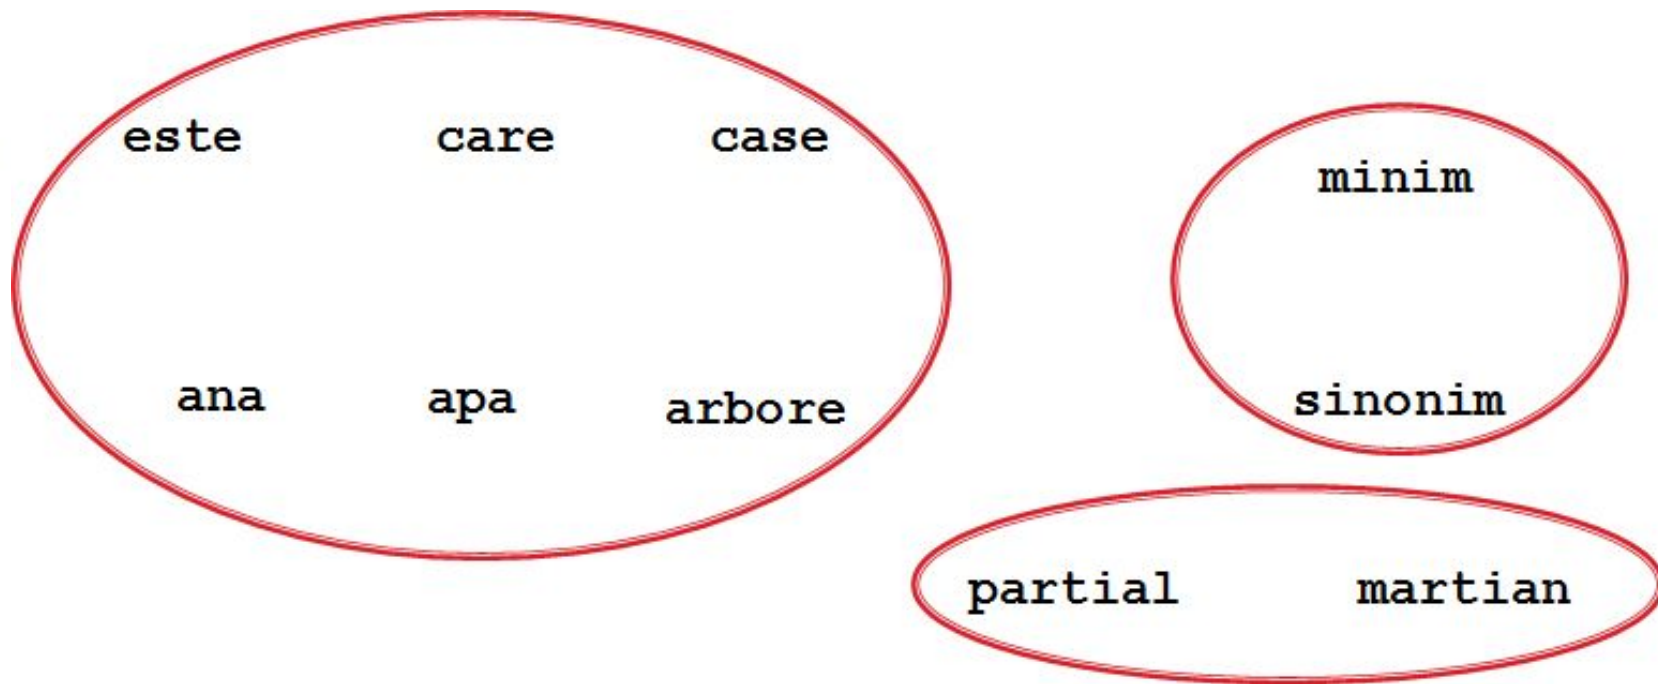 este care case
minim
ana apa arbore
sinonim
partial martian